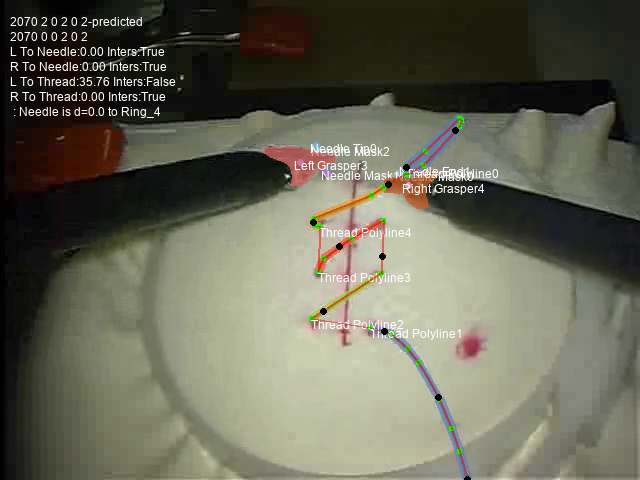 2070 2 0 2 0 2-predicted
2070 0 0 2 0 2
L To Needle:0.00 Inters:True
R To Needle:0.00 Inters:True
L To Thread:35.76 Inters:False
R To Thread:0.00 Inters:True
: Needle is d=0.0 to Ring_4
Needle Tip0
Needle Mask2
Left Grasper3
Needle Mask1
Right Grasper4
Thread Polyline4
Thread Polyline3
Thread Polyline2
Thread Polyline1